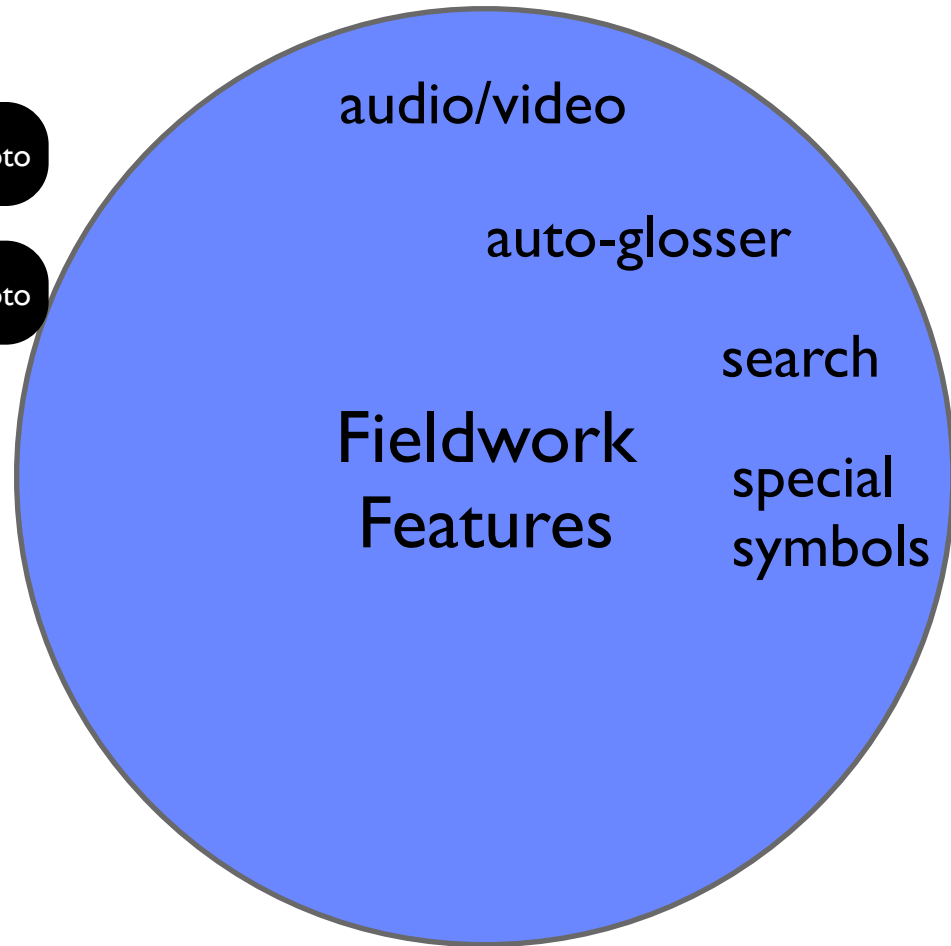 audio/video
auto-glosser
search
Fieldwork
Features
special
symbols